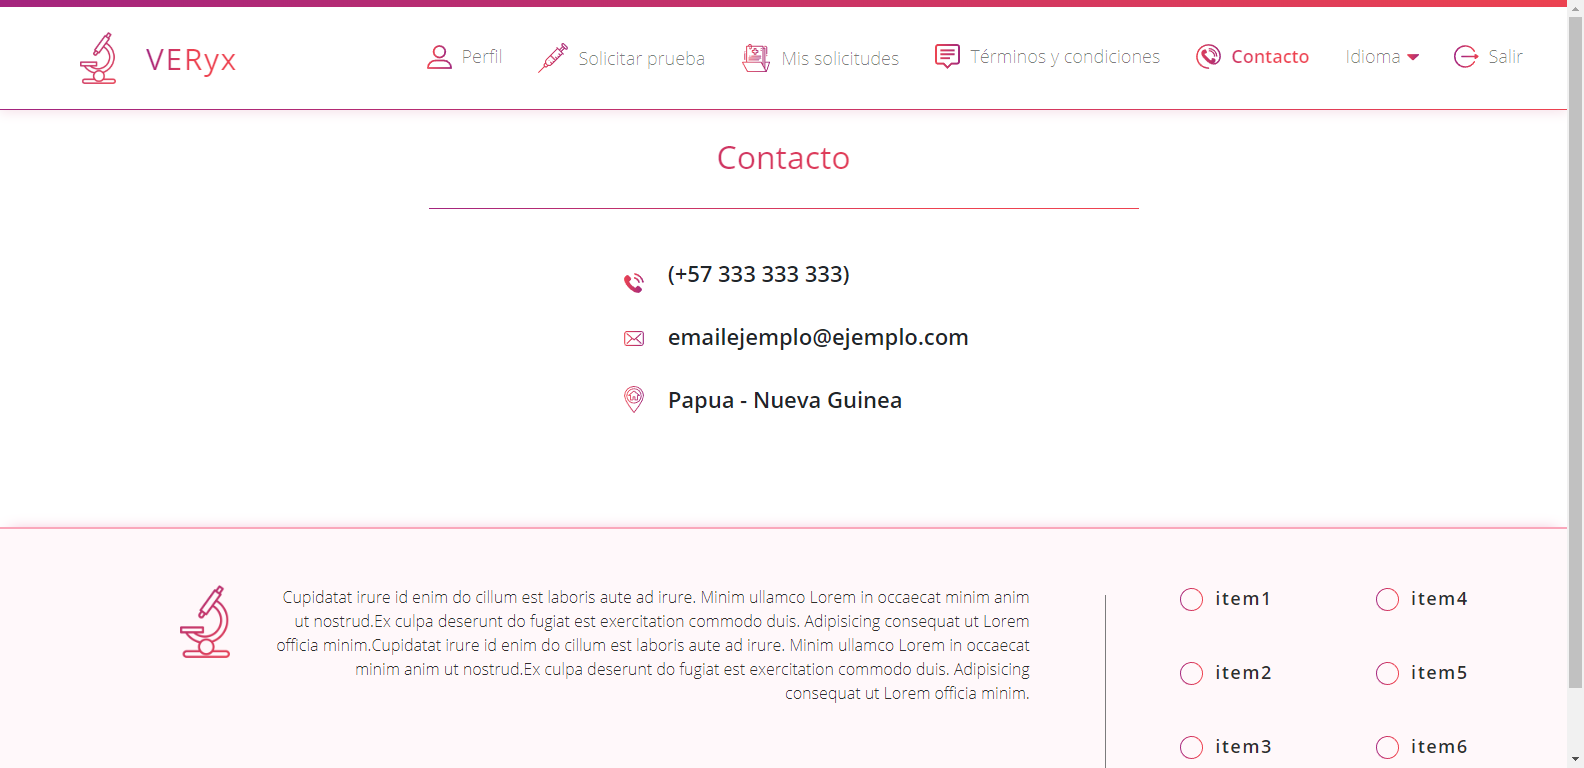 VERyx
Perfil
Solicitar prueba
Mis solicitudes
Términos y condiciones
Contacto
Idioma
Salir
Contacto
(+57 333 333 333)
emailejemplo@ejemplo.com
Papua - Nueva Guinea
Cupidatat irure id enim do cillum est laboris aute ad irure. Minim ullamco Lorem in occaecat minim anim
ut nostrud.Ex culpa deserunt do fugiat est exercitation commodo duis. Adipisicing consequat ut Lorem
officia minim.Cupidatat irure id enim do cillum est laboris aute ad irure. Minim ullamco Lorem in occaecat
minim anim ut nostrud.Ex culpa deserunt do fugiat est exercitation commodo duis. Adipisicing
consequat ut Lorem officia minim.
item1
item4
item2
item5
item3
item6